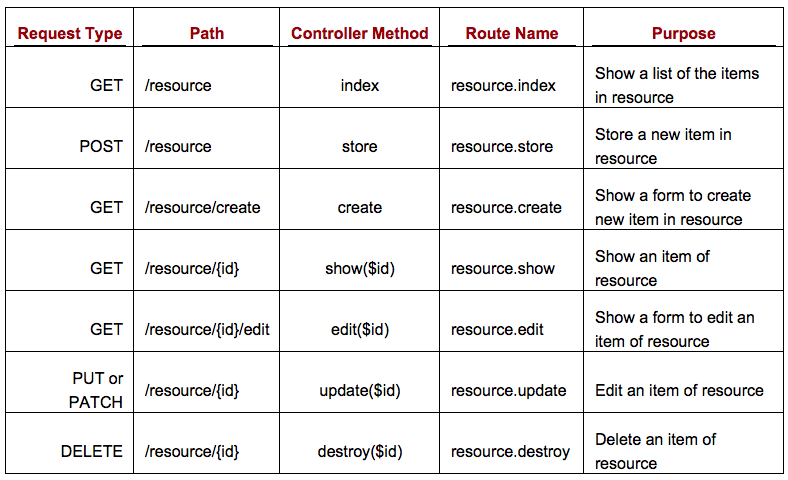 Request Type Path Controller Method Route Name Purpose
GET /resource index resource.index Show a list of the items
in resource
POST /resource store resource.store Store a new item in
resource
GET /resource/create create resource.create Show a form to create
new item in resource
GET /resource/{id} show($id) resource.show Show an item of
resource
GET /resource/{id}/edit edit($id) resource.edit Show a form to edit an
item of resource
PUT or
PATCH /resource/{id} update($id) resource.update Edit an item of resource
DELETE /resource/{id} destroy($id) resource.destroy Delete an item of
resource